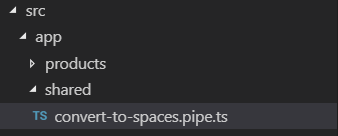 src
app
products
shared
TS convert-to-spaces.pipe.ts